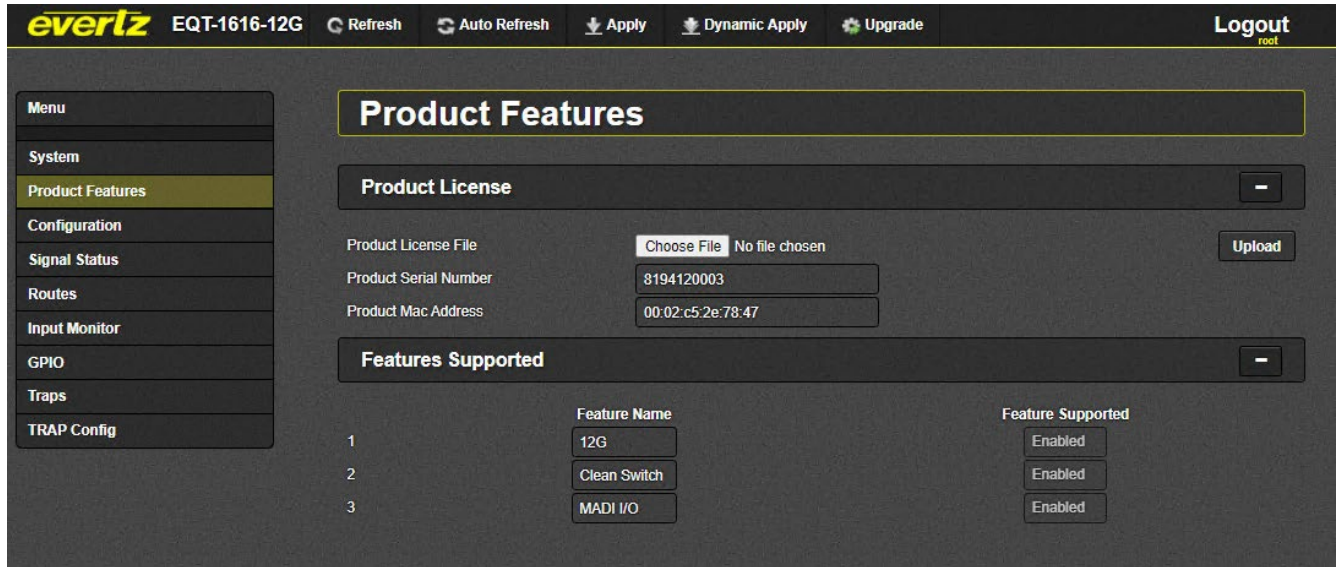 evertz EQT-1616-12G Refresh Auto Refresh Apply Dynamic Apply Upgrade Logout
root
Menu
System
Product Features
Configuration
Signal Status
Routes
Input Monitor
GPIO
Traps
TRAP Config
Product Features
Product License
Product License File Choose File No file chosen Upload
Product Serial Number 8194120003
Product Mac Address 00:02:c5:2e:78:47
Features Supported
Feature Name Feature Supported
1 12G Enabled
2 Clean Switch Enabled
3 MADI I/O Enabled